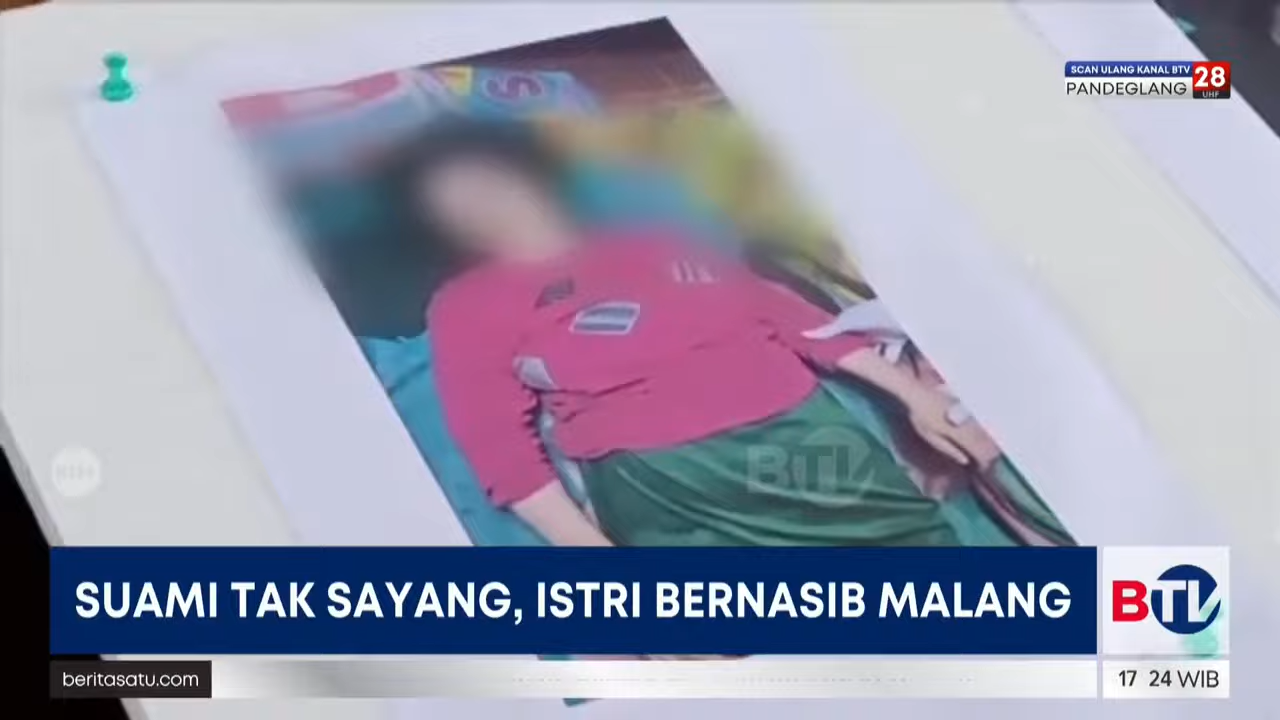 SCAN ULANG KANAL BTV
PANDEGLANG
28
UHF
BTV
SUAMI TAK SAYANG, ISTRI BERNASIB MALANG
BTV
beritasatu.com
17 24 WIB